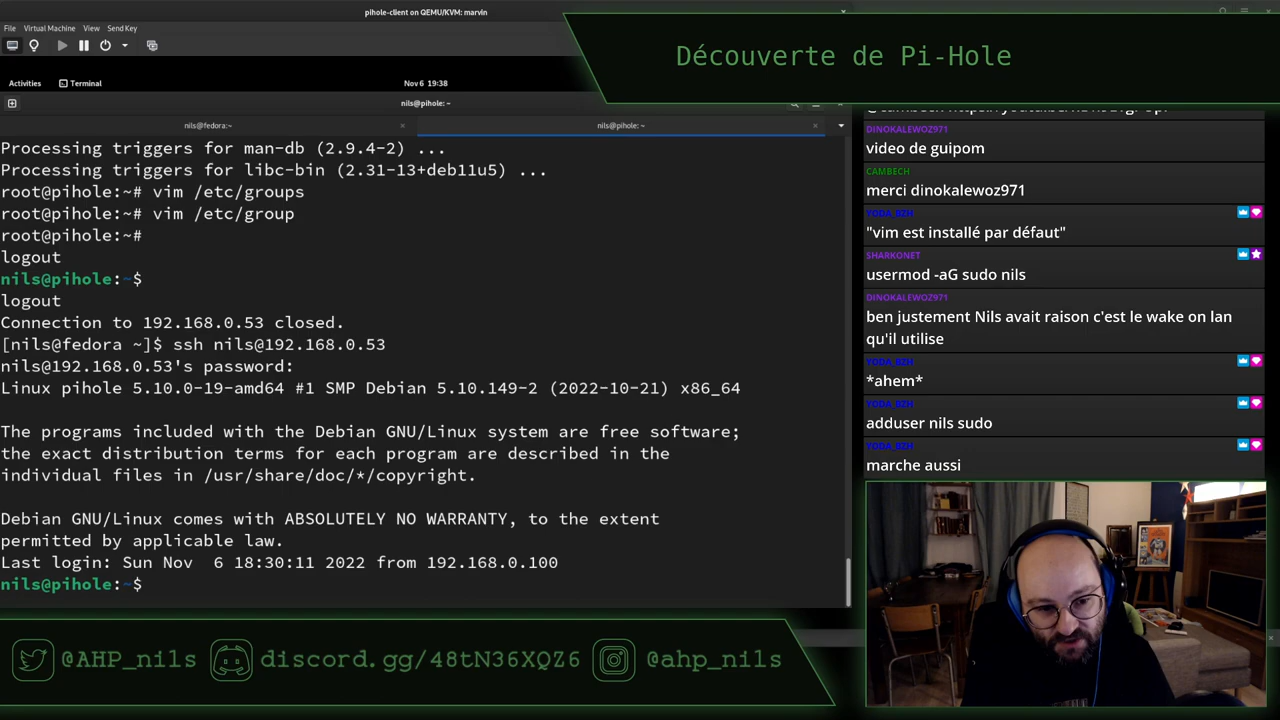 pihole-client on QEMU/KVM: marvin
File Virtual Machine View Send Key
Découverte de Pi-Hole
Activities Terminal Nov 6 19:38
nils@pihole: ~
nils@fedora:~ nils@pihole: ~
Processing triggers for man-db (2.9.4-2) ...
Processing triggers for libc-bin (2.31-13+deb11u5) ...
root@pihole:~# vim /etc/groups
root@pihole:~# vim /etc/group
root@pihole:~#
logout
nils@pihole:~$
logout
Connection to 192.168.0.53 closed.
[nils@fedora ~]$ ssh nils@192.168.0.53
nils@192.168.0.53's password:
Linux pihole 5.10.0-19-amd64 #1 SMP Debian 5.10.149-2 (2022-10-21) x86_64
The programs included with the Debian GNU/Linux system are free software;
the exact distribution terms for each program are described in the
individual files in /usr/share/doc/*/copyright.
Debian GNU/Linux comes with ABSOLUTELY NO WARRANTY, to the extent
permitted by applicable law.
Last login: Sun Nov  6 18:30:11 2022 from 192.168.0.100
nils@pihole:~$
DINOKALEWOZ971
video de guipom
CAMBECH
merci dinokalewoz971
YODA_BZH
"vim est installé par défaut"
SHARKONET
usermod -aG sudo nils
DINOKALEWOZ971
ben justement Nils avait raison c'est le wake on lan
qu'il utilise
YODA_BZH
*ahem*
YODA_BZH
adduser nils sudo
YODA_BZH
marche aussi
@AHP_nils discord.gg/48tN36XQZ6 @ahp_nils